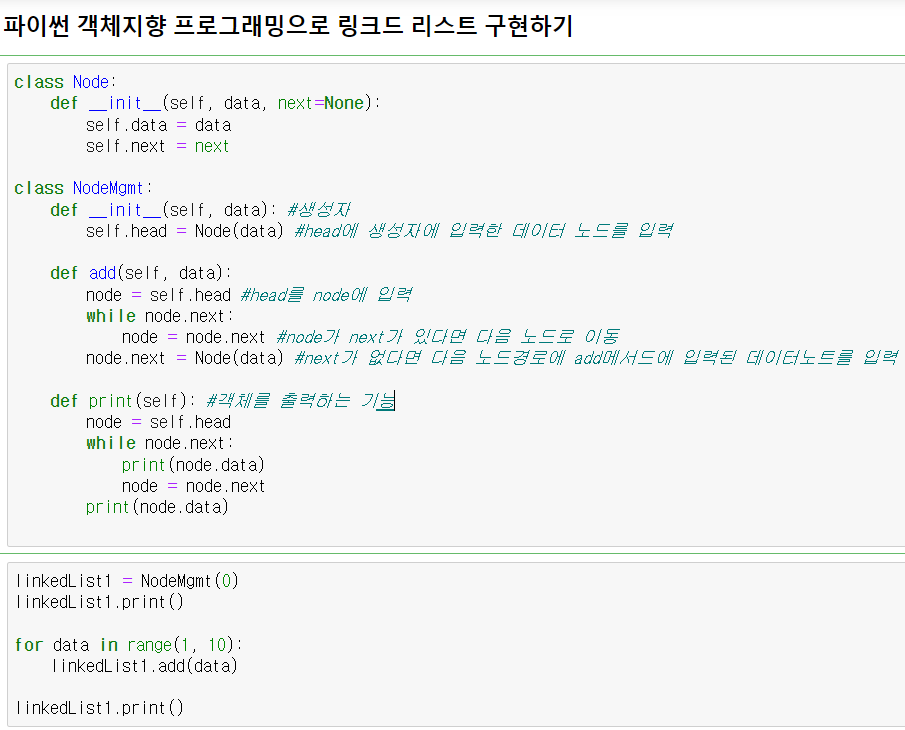 파이썬 객체지향 프로그래밍으로 링크드 리스트 구현하기
class Node:
    def __init__(self, data, next=None):
        self.data = data
        self.next = next
class NodeMgmt:
    def __init__(self, data): #생성자
        self.head = Node(data) #head에 생성자에 입력한 데이터 노드를 입력
    def add(self, data):
        node = self.head #head를 node에 입력
        while node.next:
            node = node.next #node가 next가 있다면 다음 노드로 이동
        node.next = Node(data) #next가 없다면 다음 노드경로에 add메서드에 입력된 데이터노트를 입력
    def print(self): #객체를 출력하는 기능
        node = self.head
        while node.next:
            print(node.data)
            node = node.next
        print(node.data)
linkedList1 = NodeMgmt(0)
linkedList1.print()
for data in range(1, 10):
    linkedList1.add(data)
linkedList1.print()